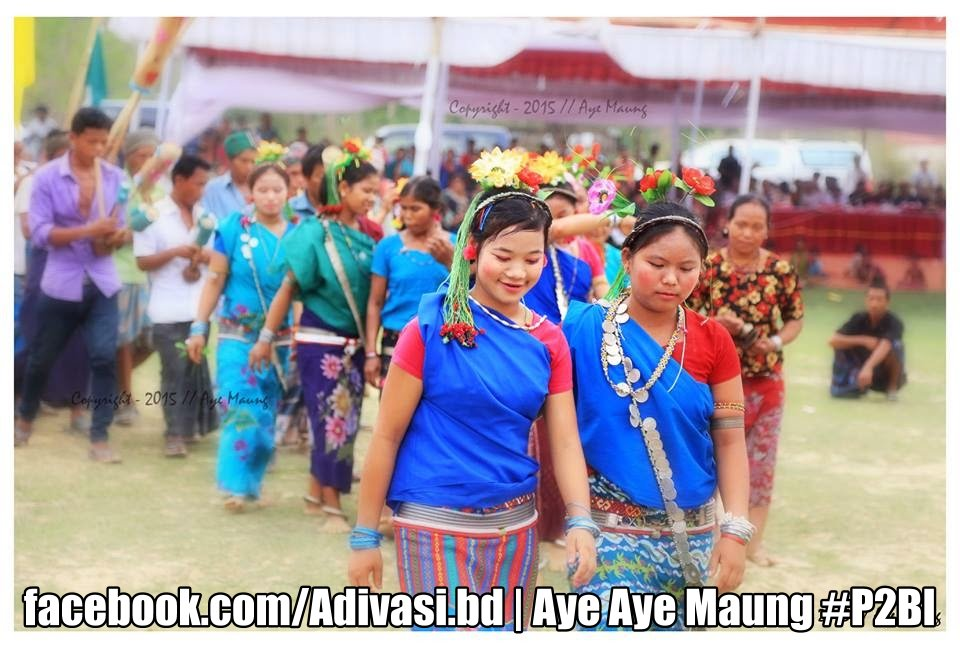 Copyright - 2015 // Aye Maung
Copyright - 2015 // Aye Maung
facebook.com/Adivasi.bd | Aye Aye Maung #P2BI